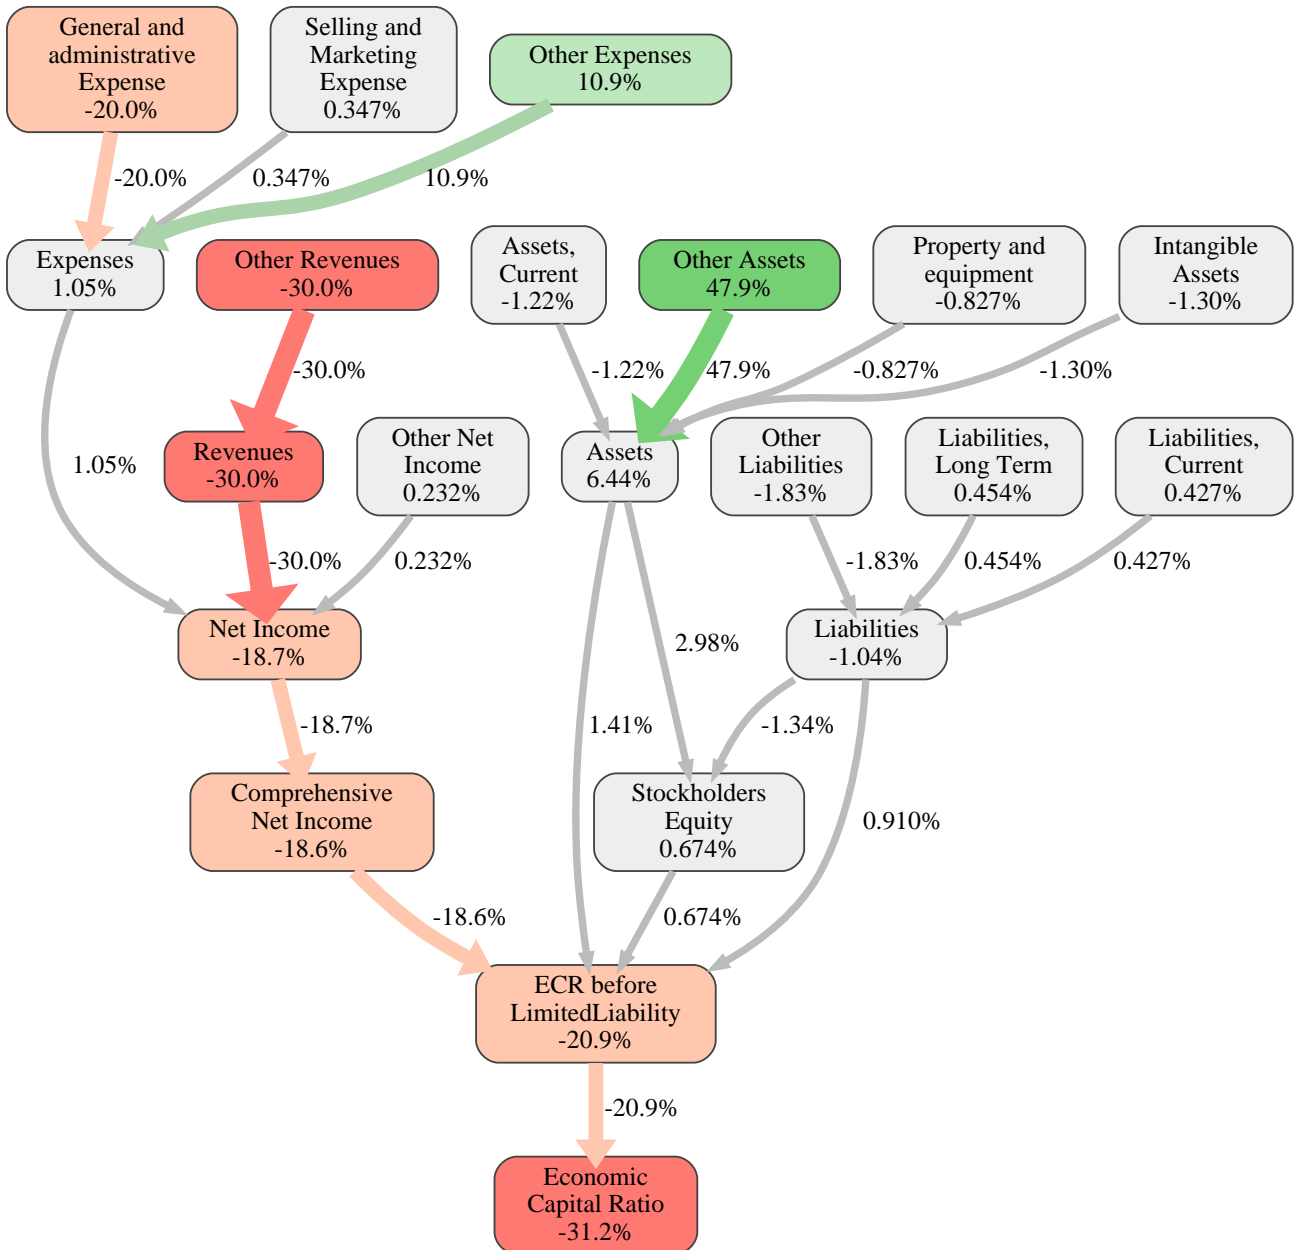 General and
administrative
Expense
-20.0%
Selling and
Marketing
Expense
0.347%
Other Expenses
10.9%
-20.0%
0.347%
10.9%
Expenses
1.05%
Other Revenues
-30.0%
Assets,
Current
-1.22%
Other Assets
47.9%
Property and
equipment
-0.827%
Intangible
Assets
-1.30%
-30.0%
-1.22%
47.9%
-0.827%
-1.30%
1.05%
Revenues
-30.0%
Other Net
Income
0.232%
Assets
6.44%
Other
Liabilities
-1.83%
Liabilities,
Long Term
0.454%
Liabilities,
Current
0.427%
-30.0%
0.232%
-1.83%
0.454%
0.427%
Net Income
-18.7%
2.98%
Liabilities
-1.04%
-18.7%
1.41%
-1.34%
Comprehensive
Net Income
-18.6%
Stockholders
Equity
0.674%
0.910%
-18.6%
0.674%
ECR before
LimitedLiability
-20.9%
-20.9%
Economic
Capital Ratio
-31.2%